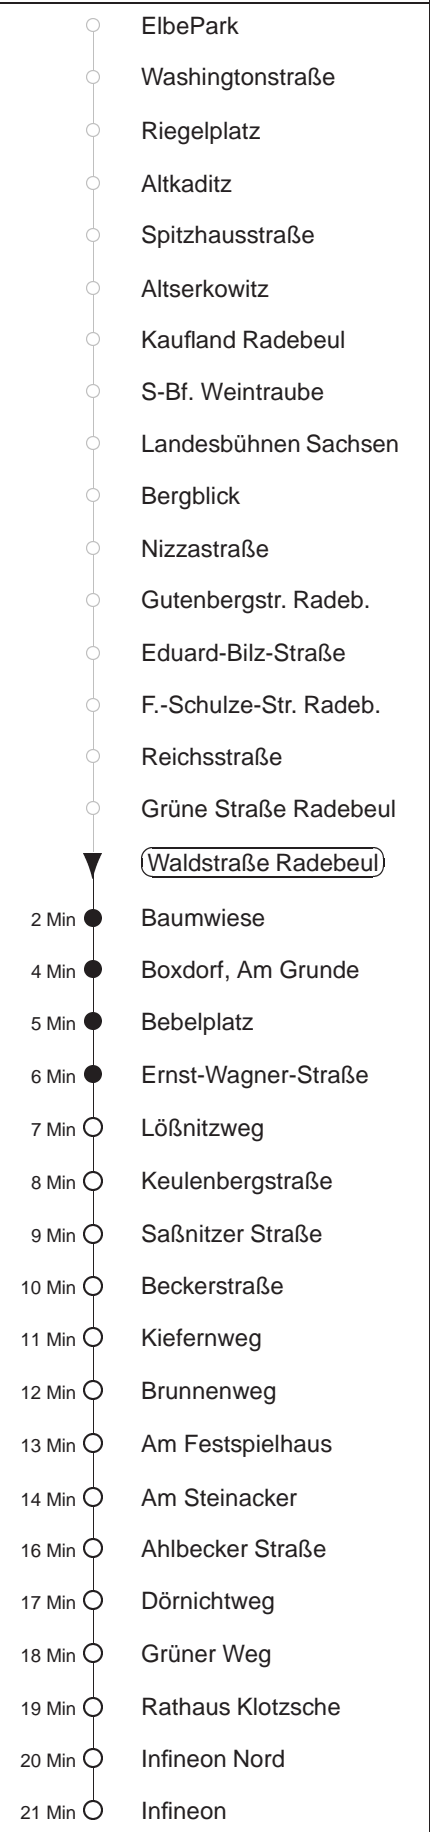 ElbePark
Washingtonstraße
Riegelplatz
Altkaditz
Spitzhausstraße
Altserkowitz
Kaufland Radebeul
S-Bf. Weintraube
Landesbühnen Sachsen
Bergblick
Nizzastraße
Gutenbergstr. Radeb.
Eduard-Bilz-Straße
F.-Schulze-Str. Radeb.
Reichsstraße
Grüne Straße Radebeul
Waldstraße Radebeul
2 Min Baumwiese
4 Min Boxdorf, Am Grunde
5 Min Bebelplatz
6 Min Ernst-Wagner-Straße
7 Min Lößnitzweg
8 Min Keulenbergstraße
9 Min Saßnitzer Straße
10 Min Beckerstraße
11 Min Kiefernweg
12 Min Brunnenweg
13 Min Am Festspielhaus
14 Min Am Steinacker
16 Min Ahlbecker Straße
17 Min Dörnichtweg
18 Min Grüner Weg
19 Min Rathaus Klotzsche
20 Min Infineon Nord
21 Min Infineon